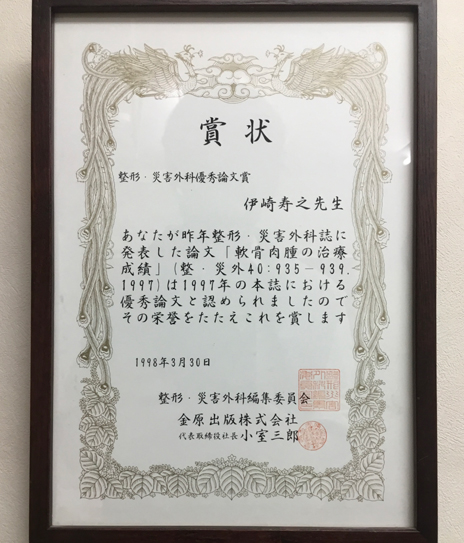 賞状
整形・災害外科優秀論文賞
伊崎寿之先生
あなたが昨年整形・災害外科誌に
発表した論文「軟骨肉腫の治療
成績」(整・災外40:935－939.
1997)は1997年の本誌における
優秀論文と認められましたので
その栄誉をたたえこれを賞します
1998年3月30日
整形・災害外科編集委員会
金原出版株式会社
代表取締役社長 小室三郎